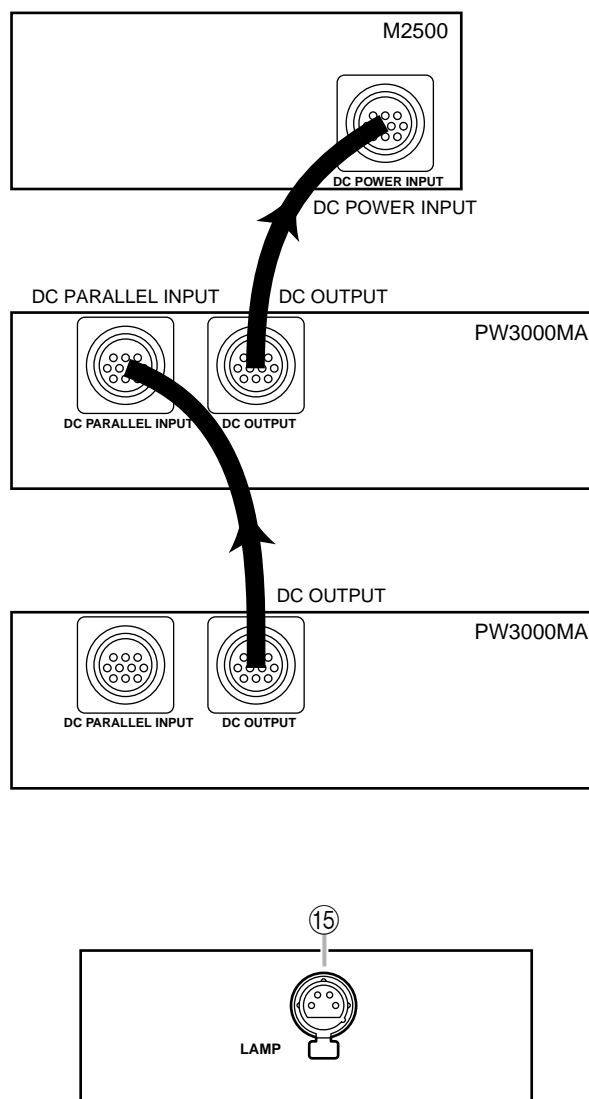 M2500
DC POWER INPUT
DC POWER INPUT
DC PARALLEL INPUT DC OUTPUT
PW3000MA
DC PARALLEL INPUT DC OUTPUT
DC OUTPUT
PW3000MA
DC PARALLEL INPUT DC OUTPUT
⑮
LAMP